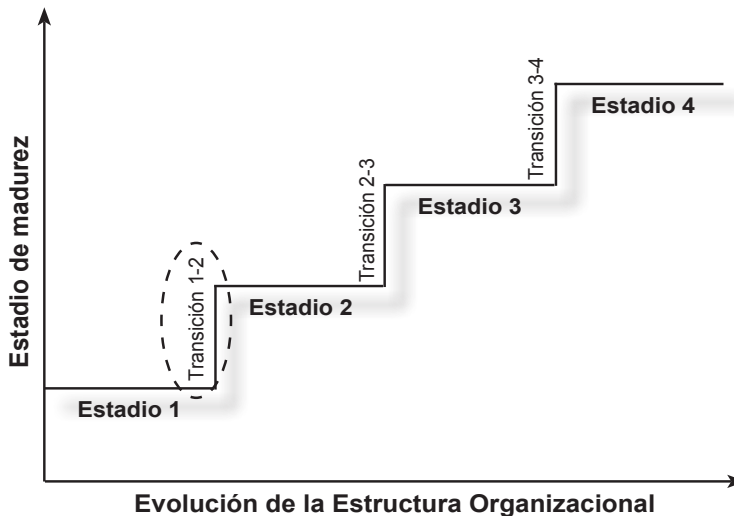 Estadio de madurez
Transición 3-4
Estadio 4
Transición 2-3
Estadio 3
Transición 1-2
Estadio 2
Estadio 1
Evolución de la Estructura Organizacional